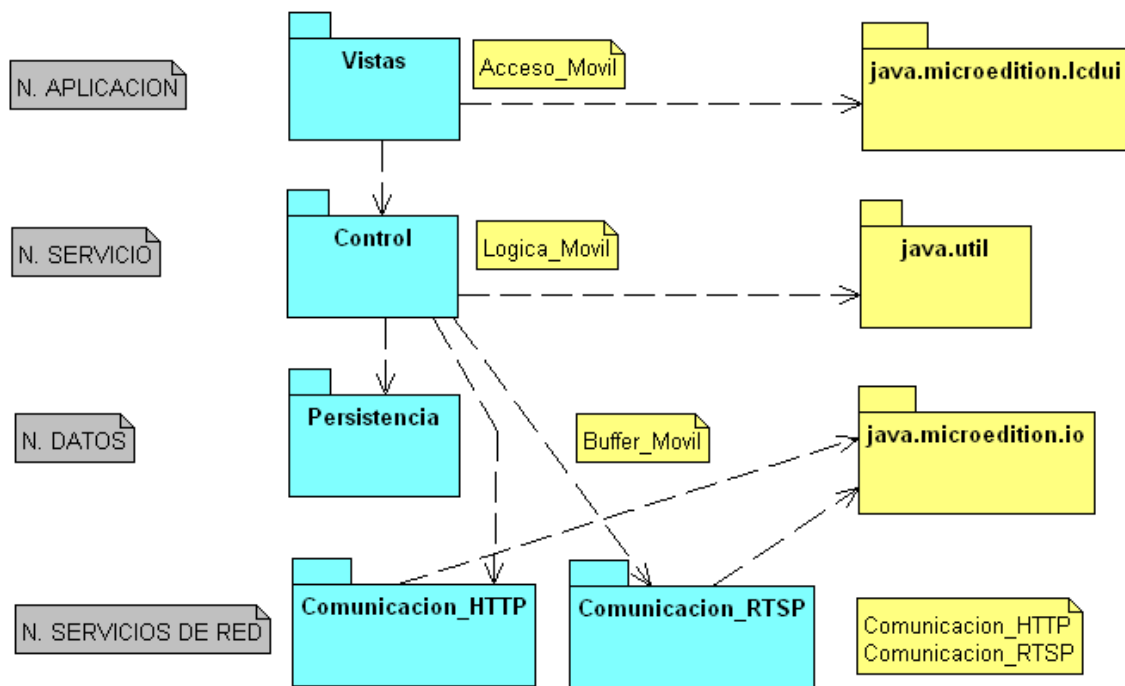 Vistas
Acceso_Movil
java.microedition.lcdui
N. APLICACION
Control
Logica_Movil
java.util
N. SERVICIO
Persistencia
Buffer_Movil
java.microedition.io
N. DATOS
Comunicacion_HTTP
Comunicacion_RTSP
N. SERVICIOS DE RED
Comunicacion_HTTP
Comunicacion_RTSP